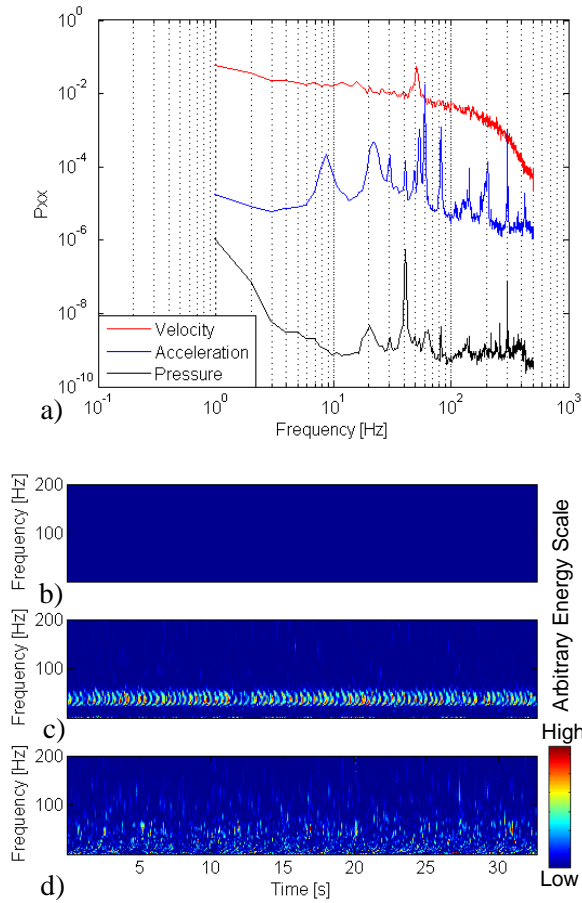 10^0
10^-2
10^-4
10^-6
10^-8
10^-10
Pxx
Velocity
Acceleration
Pressure
10^-1
10^0
10^1
10^2
10^3
Frequency [Hz]
a)
200
100
Frequency [Hz]
b)
200
100
Frequency [Hz]
c)
200
100
Frequency [Hz]
d)
5
10
15
20
25
30
Time [s]
Arbitrary Energy Scale
High
Low